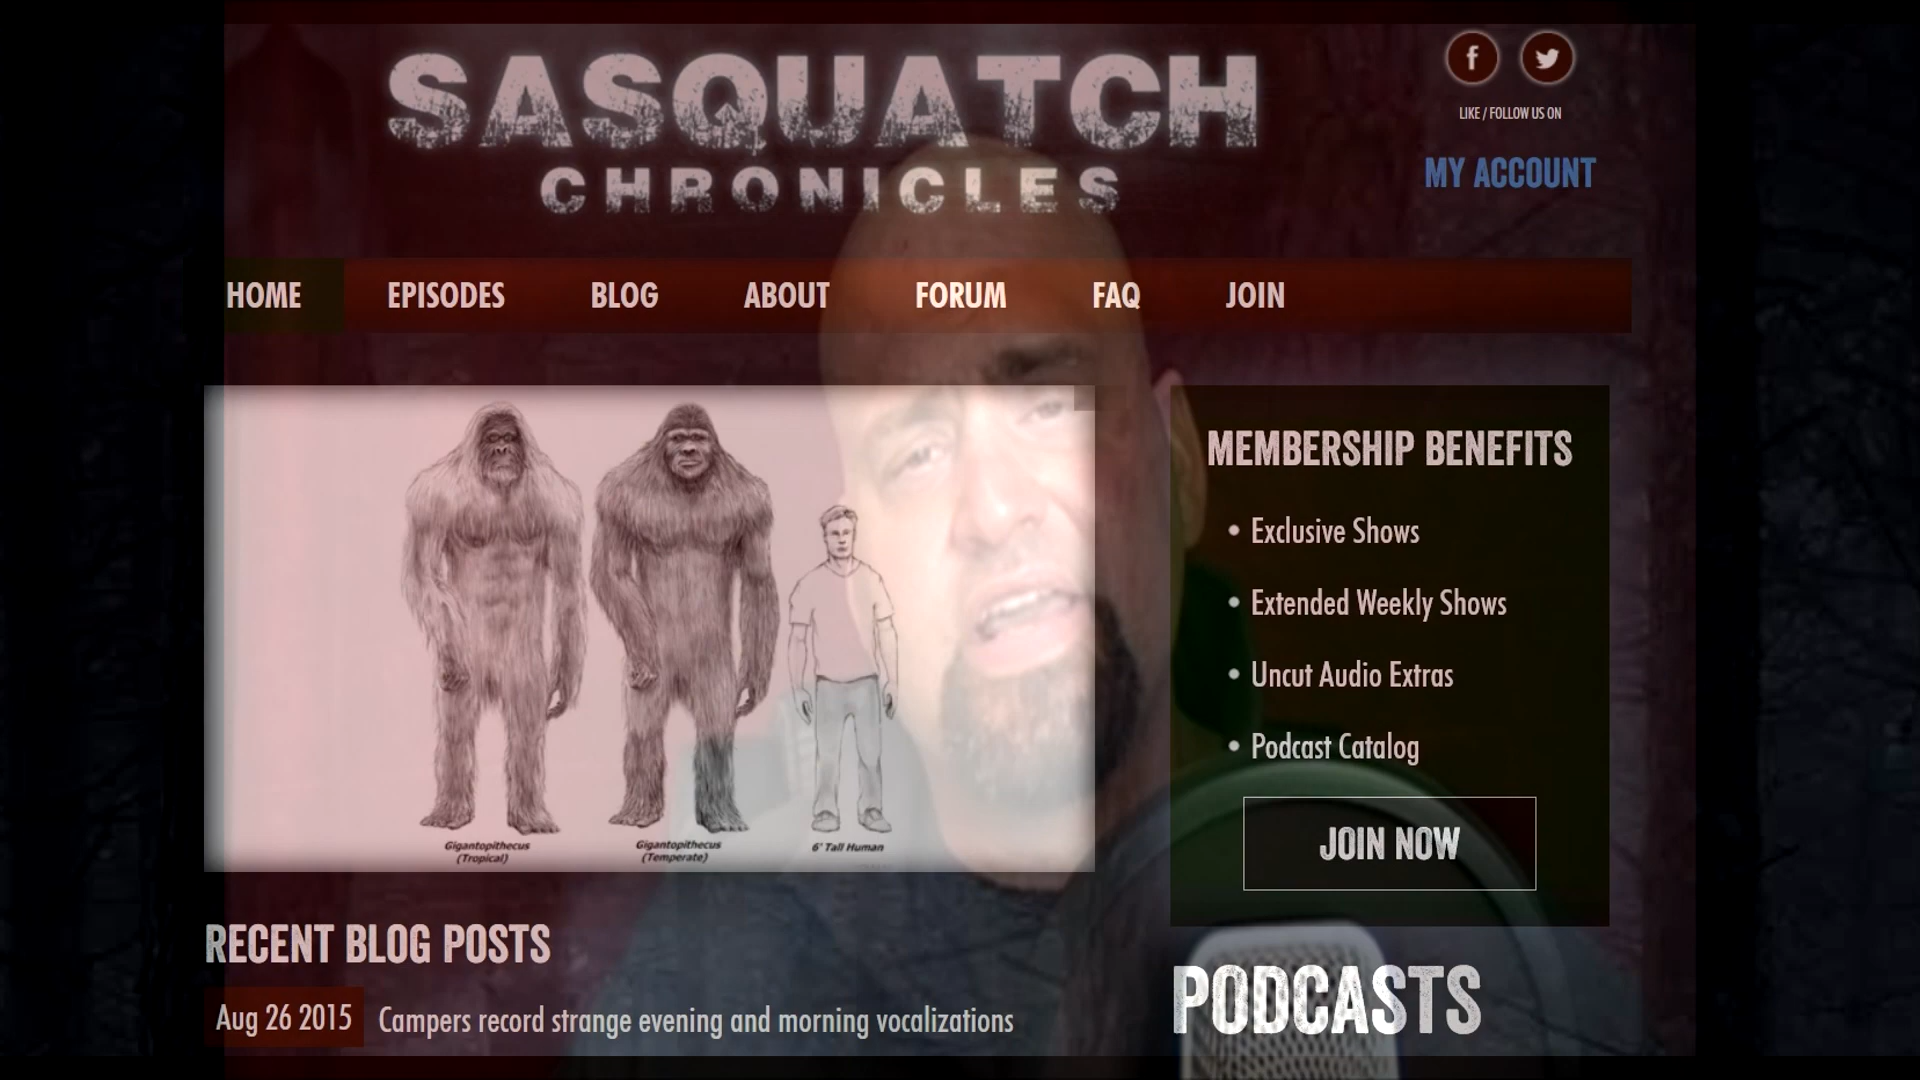 SASQUATCH
CHRONICLES
f
LIKE / FOLLOW US ON
MY ACCOUNT
HOME EPISODES BLOG ABOUT FORUM FAQ JOIN
Gigantopithecus
(Tropical)
Gigantopithecus
(Temperate)
6' Tall Human
MEMBERSHIP BENEFITS
• Exclusive Shows
• Extended Weekly Shows
• Uncut Audio Extras
• Podcast Catalog
JOIN NOW
RECENT BLOG POSTS
Aug 26 2015 Campers record strange evening and morning vocalizations
PODCASTS